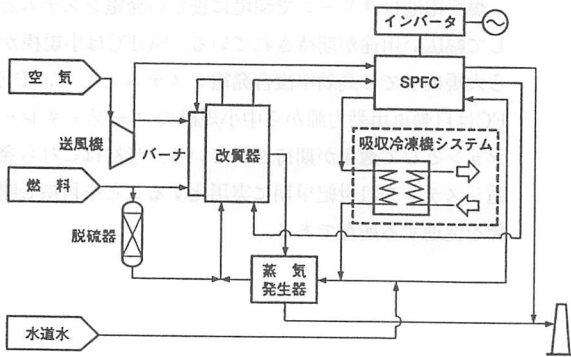 インバータ
SPFC
空気
送風機
バーナ
改質器
吸収冷凍機システム
燃料
脱硫器
蒸気
発生器
水道水